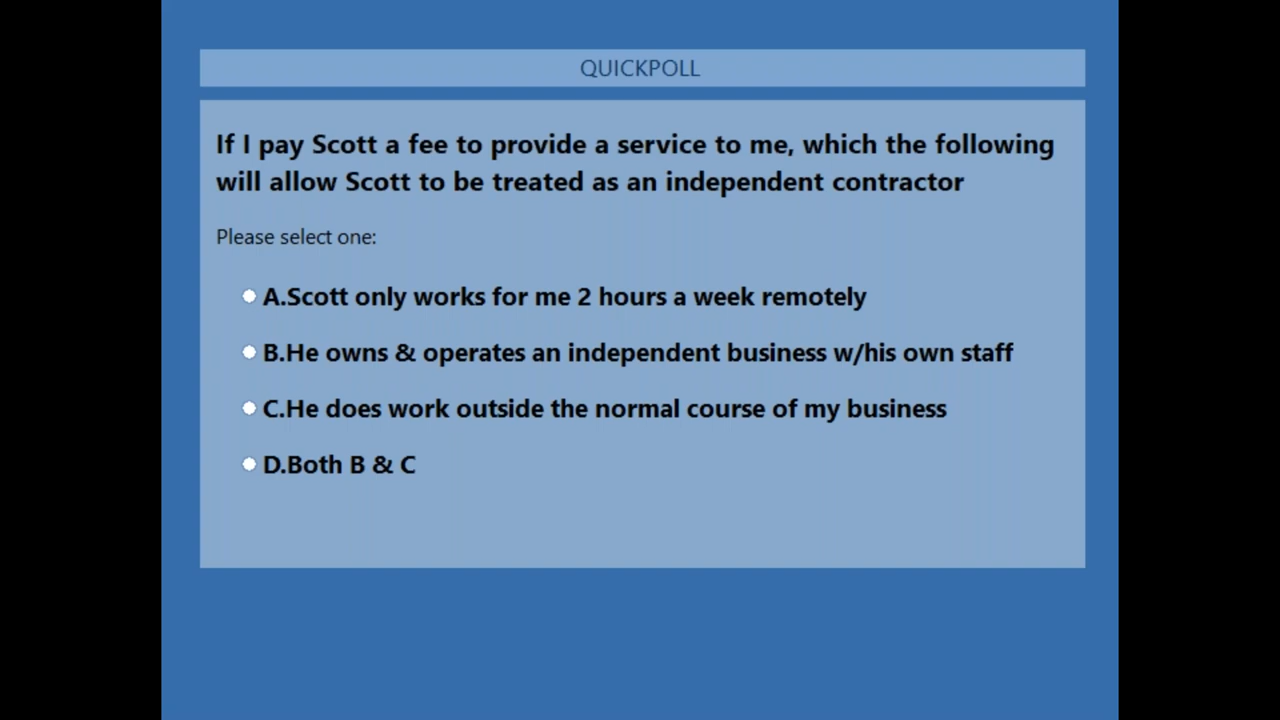 QUICKPOLL
If I pay Scott a fee to provide a service to me, which the following
will allow Scott to be treated as an independent contractor
Please select one:
A.Scott only works for me 2 hours a week remotely
B.He owns & operates an independent business w/his own staff
C.He does work outside the normal course of my business
D.Both B & C